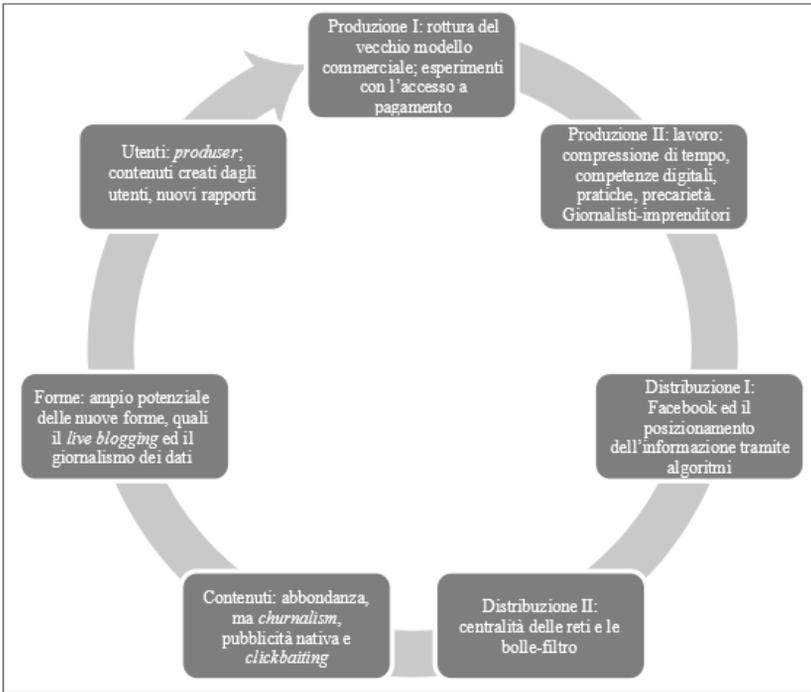 Produzione I: rottura del
vecchio modello
commerciale; esperimenti
con l'accesso a
pagamento
Produzione II: lavoro:
compressione di tempo,
competenze digitali,
pratiche, precarietà.
Giornalisti-imprenditori
Distribuzione I:
Facebook ed il
posizionamento
dell'informazione tramite
algoritmi
Distribuzione II:
centralità delle reti e le
bolle-filtro
Contenuti: abbondanza,
ma churnalism,
pubblicità nativa e
clickbaiting
Forme: ampio potenziale
delle nuove forme, quali
il live blogging ed il
giornalismo dei dati
Utenti: produser;
contenuti creati dagli
utenti, nuovi rapporti